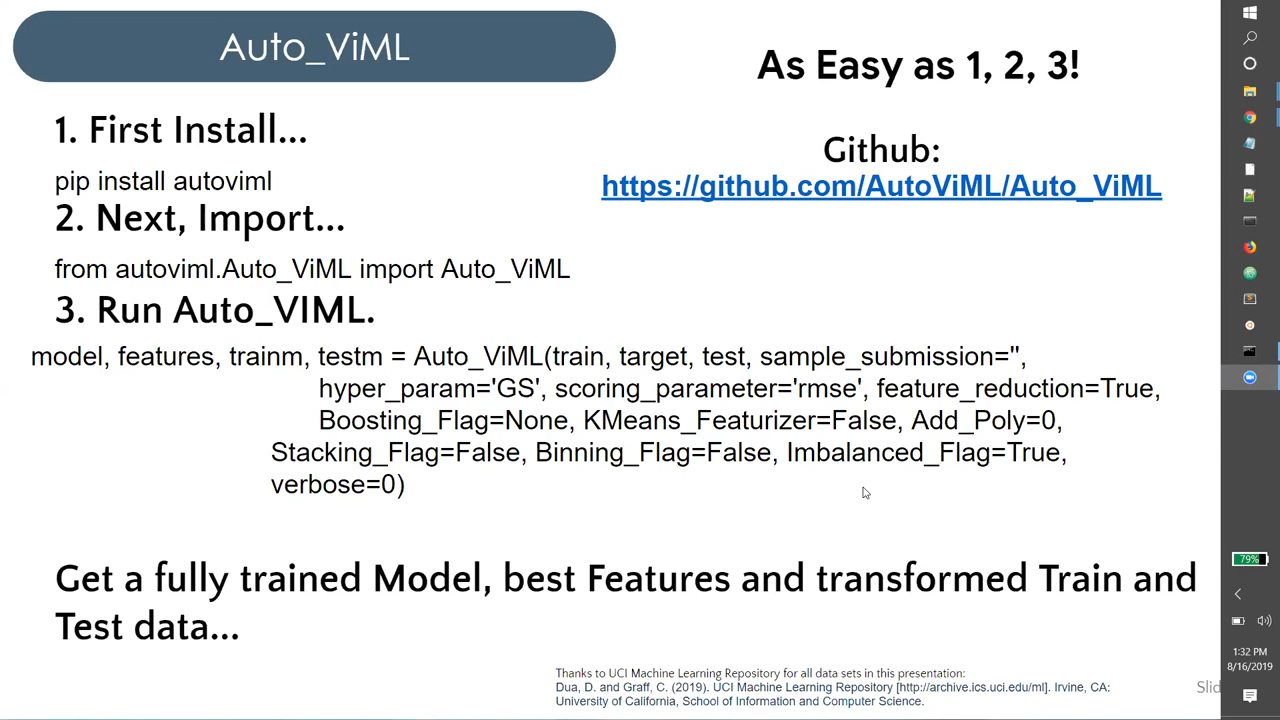 Auto_ViML
As Easy as 1, 2, 3!
1. First Install...
pip install autoviml
Github:
https://github.com/AutoViML/Auto_ViML
2. Next, Import...
from autoviml.Auto_ViML import Auto_ViML
3. Run Auto_VIML.
model, features, trainm, testm = Auto_ViML(train, target, test, sample_submission='',
hyper_param='GS', scoring_parameter='rmse', feature_reduction=True,
Boosting_Flag=None, KMeans_Featurizer=False, Add_Poly=0,
Stacking_Flag=False, Binning_Flag=False, Imbalanced_Flag=True,
verbose=0)
Get a fully trained Model, best Features and transformed Train and
Test data...
Thanks to UCI Machine Learning Repository for all data sets in this presentation:
Dua, D. and Graff, C. (2019). UCI Machine Learning Repository [http://archive.ics.uci.edu/ml]. Irvine, CA:
University of California, School of Information and Computer Science.
Slid
79%
1:32 PM
8/16/2019